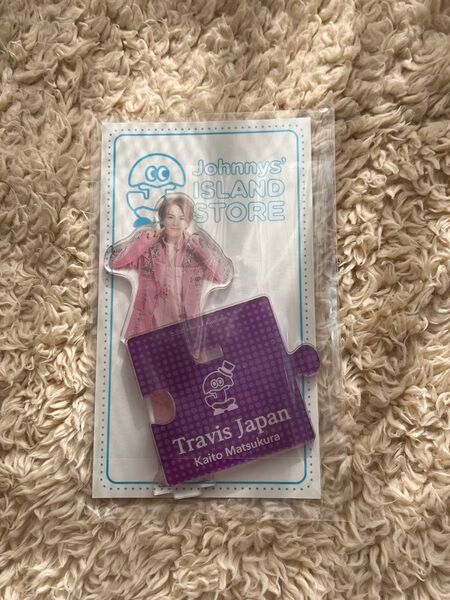 Johnnys'
ISLAND
STORE
Travis Japan
Kaito Matsukura